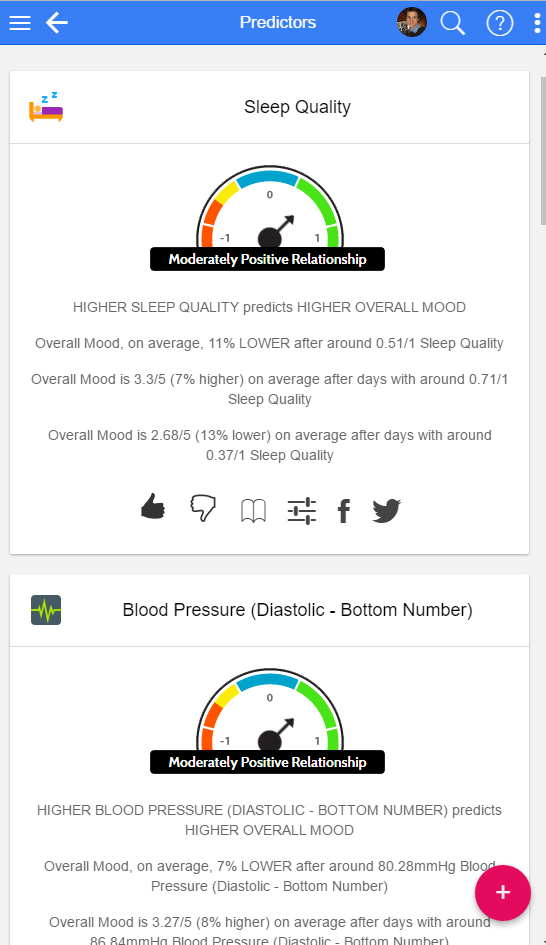 Predictors
Sleep Quality
0
-1
1
Moderately Positive Relationship
HIGHER SLEEP QUALITY predicts HIGHER OVERALL MOOD
Overall Mood, on average, 11% LOWER after around 0.51/1 Sleep Quality
Overall Mood is 3.3/5 (7% higher) on average after days with around 0.71/1
Sleep Quality
Overall Mood is 2.68/5 (13% lower) on average after days with around
0.37/1 Sleep Quality
Blood Pressure (Diastolic - Bottom Number)
0
-1
1
Moderately Positive Relationship
HIGHER BLOOD PRESSURE (DIASTOLIC - BOTTOM NUMBER) predicts
HIGHER OVERALL MOOD
Overall Mood, on average, 7% LOWER after around 80.28mmHg Blood
Pressure (Diastolic - Bottom Number)
Overall Mood is 3.27/5 (8% higher) on average after days with around
86.84mmHg Blood Pressure (Diastolic - Bottom Number)